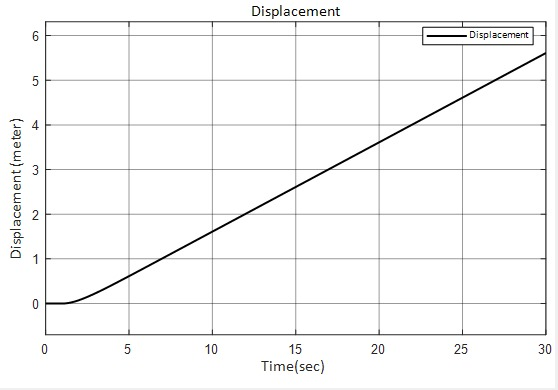 Displacement
Displacement
6
5
4
3
2
1
0
Displacement (meter)
0 5 10 15 20 25 30
Time(sec)